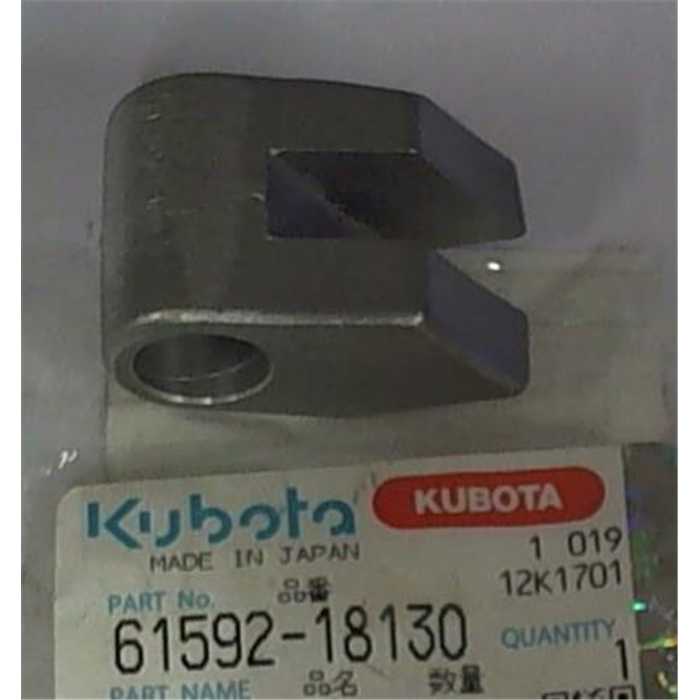 Kubota KUBOTA
MADE IN JAPAN 1 019
12K1701
PART No. 品番
61592-18130 QUANTITY 1
PART NAME 品名 数量